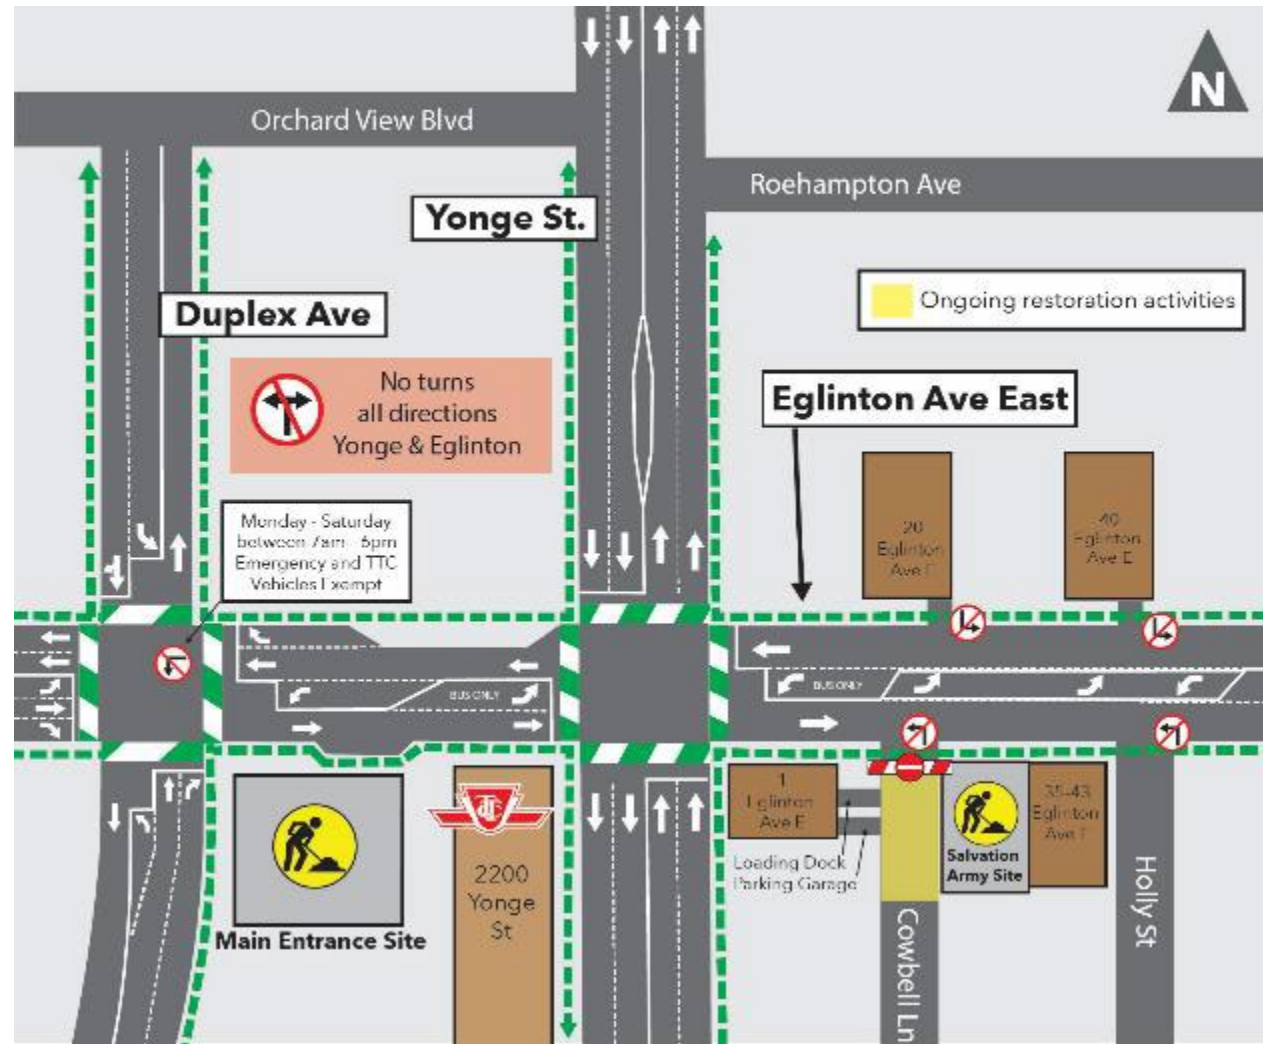 N
Orchard View Blvd
Roehampton Ave
Yonge St.
Ongoing restoration activities
Duplex Ave
No turns
all directions
Yonge & Eglinton
Eglinton Ave East
Monday - Saturday
between 7am - 6pm
Emergency and TTC
Vehicles Exempt
20
Eglinton
Ave E
40
Eglinton
Ave E
BUS ONLY
BUS ONLY
1
Eglinton
Ave E
35-43
Eglinton
Ave E
Loading Dock
Parking Garage
Salvation
Army Site
2200
Yonge
St
Main Entrance Site
Cowbell Ln
Holly St